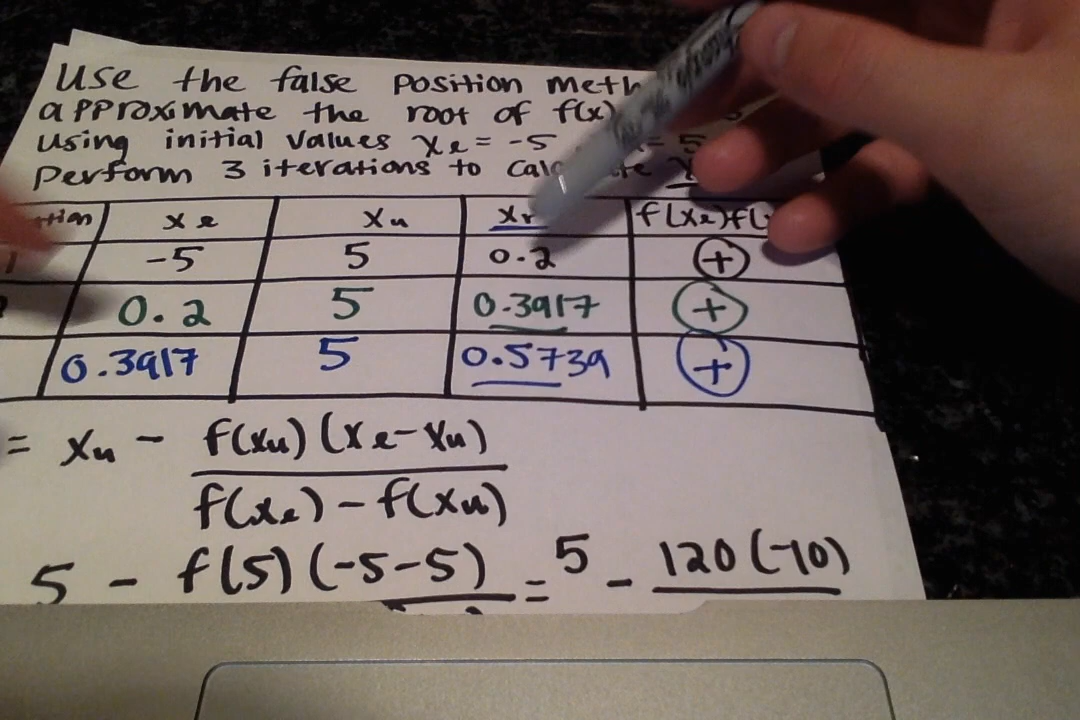 Use the false position
approximate the root of f(x)
using initial values xℓ = -5 = 5
Perform 3 iterations to
xℓ xu xr f(xℓ)f(
-5 5 0.2 +
0.2 5 0.3917 +
0.3917 5 0.5739 +
= xu - f(xu)(xℓ-xu)
f(xℓ) - f(xu)
5 - f(5)(-5-5) = 5 - 120(-10)